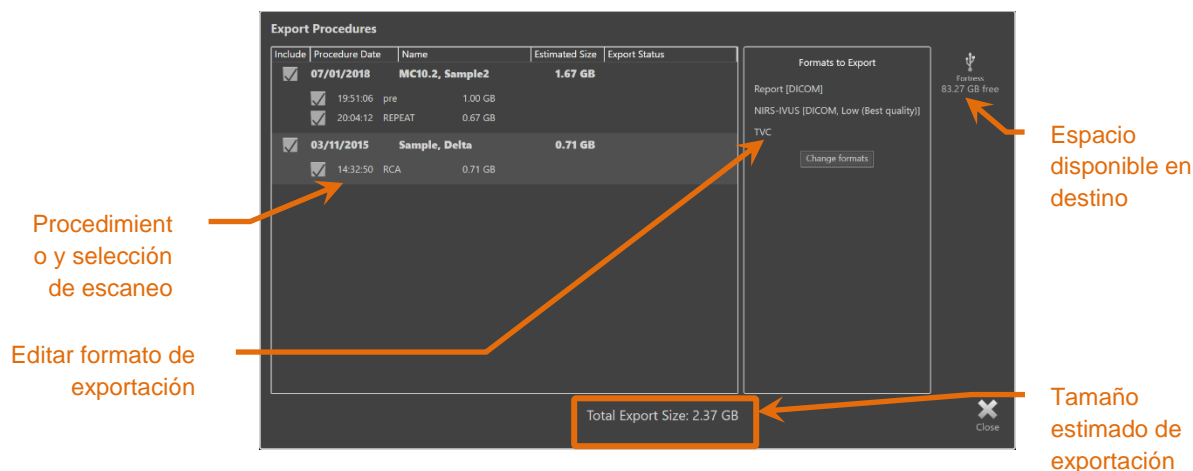 Export Procedures
Include Procedure Date Name Estimated Size Export Status
07/01/2018 MC10.2, Sample2 1.67 GB
19:51:06 pre 1.00 GB
20:04:12 REPEAT 0.67 GB
03/11/2015 Sample, Delta 0.71 GB
14:32:50 RCA 0.71 GB
Formats to Export
Report [DICOM]
NIRS-IVUS [DICOM, Low (Best quality)]
TVC
Change formats
Fortress
83.27 GB free
Espacio
disponible en
destino
Procedimient
o y selección
de escaneo
Editar formato de
exportación
Total Export Size: 2.37 GB
Close
Tamaño
estimado de
exportación